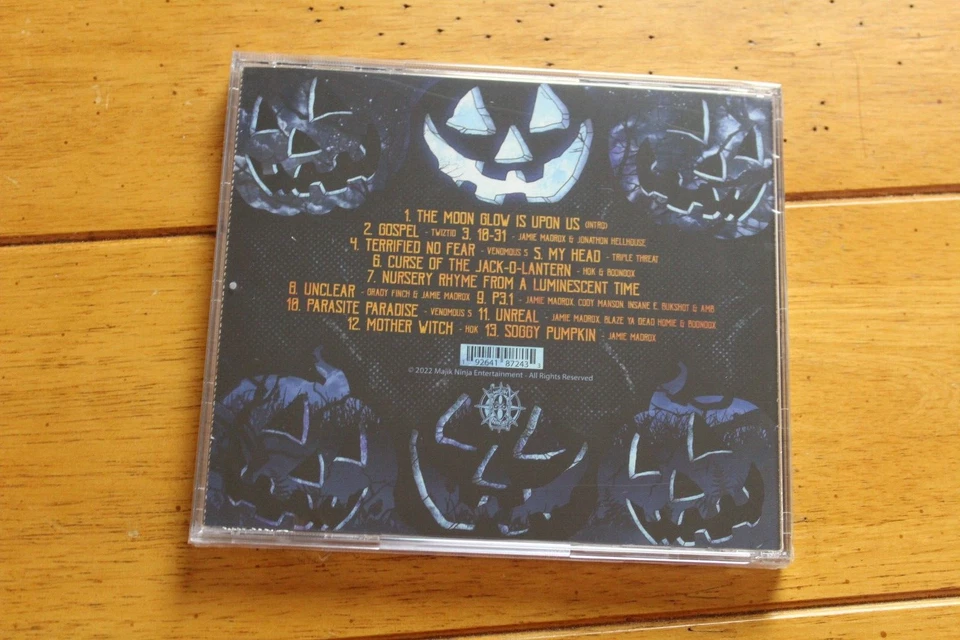 1. THE MOON GLOW IS UPON US (INTRO)
2. GOSPEL - TWIZTID 3. 10-31 - JAMIE MADROX & JONATHON HELLHOUSE
4. TERRIFIED NO FEAR - VENOMOUS 5 5. MY HEAD - TRIPLE THREAT
6. CURSE OF THE JACK-O-LANTERN - HOK & BOONDOX
7. NURSERY RHYME FROM A LUMINESCENT TIME
8. UNCLEAR - GRADY FINCH & JAMIE MADROX 9. P3.1 - JAMIE MADROX, CODY MANSON, INSANE E, BUKSHOT & AMB
10. PARASITE PARADISE - VENOMOUS 5 11. UNREAL - JAMIE MADROX, BLAZE YA DEAD HOMIE & BOONDOX
12. MOTHER WITCH - HOK 13. SOGGY PUMPKIN - JAMIE MADROX
92641 87243
© 2022 Majik Ninja Entertainment - All Rights Reserved